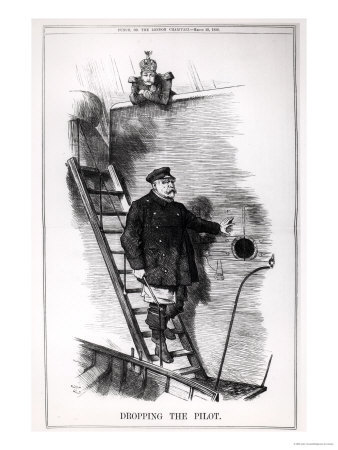 PUNCH, OR THE LONDON CHARIVARI.—MARCH 29, 1890.
DROPPING THE PILOT.